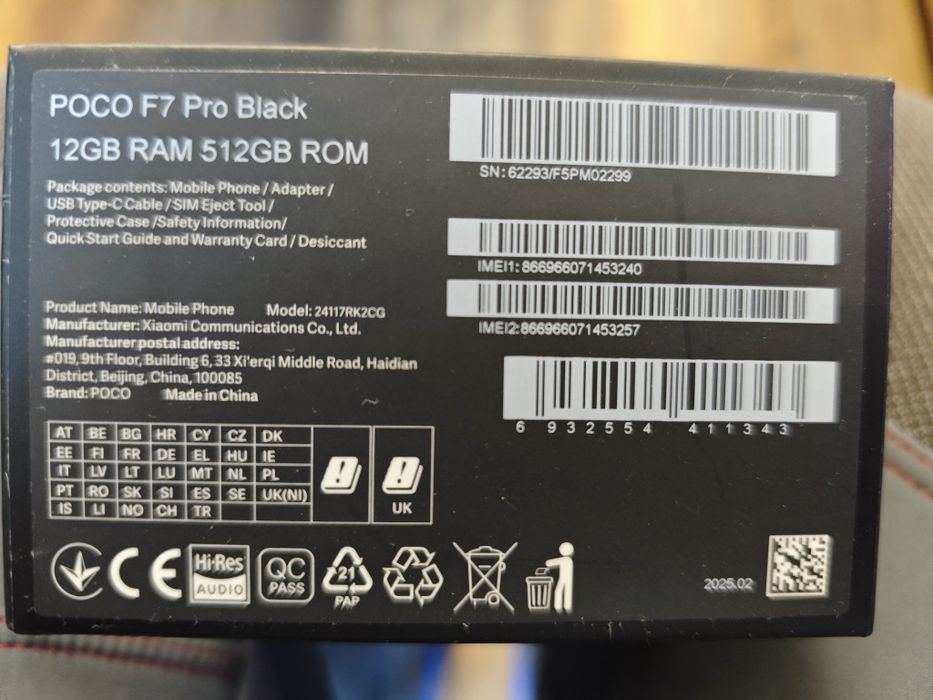 POCO F7 Pro Black
12GB RAM 512GB ROM
Package contents: Mobile Phone / Adapter /
USB Type-C Cable / SIM Eject Tool /
Protective Case /Safety Information/
Quick Start Guide and Warranty Card / Desiccant
SN: 62293/F5PM02299
IMEI1: 866966071453240
IMEI2:866966071453257
6 932554 411343
Product Name: Mobile Phone Model: 24117RK2CG
Manufacturer: Xiaomi Communications Co., Ltd.
Manufacturer postal address:
#019, 9th Floor, Building 6, 33 Xi'erqi Middle Road, Haidian
District, Beijing, China, 100085
Brand: POCO Made in China
AT BE BG HR CY CZ DK
EE FI FR DE EL HU IE
IT LV LT LU MT NL PL
PT RO SK SI ES SE UK(NI)
IS LI NO CH TR
UK
CE
Hi-Res
AUDIO
QC
PASS
21
PAP
2025.02